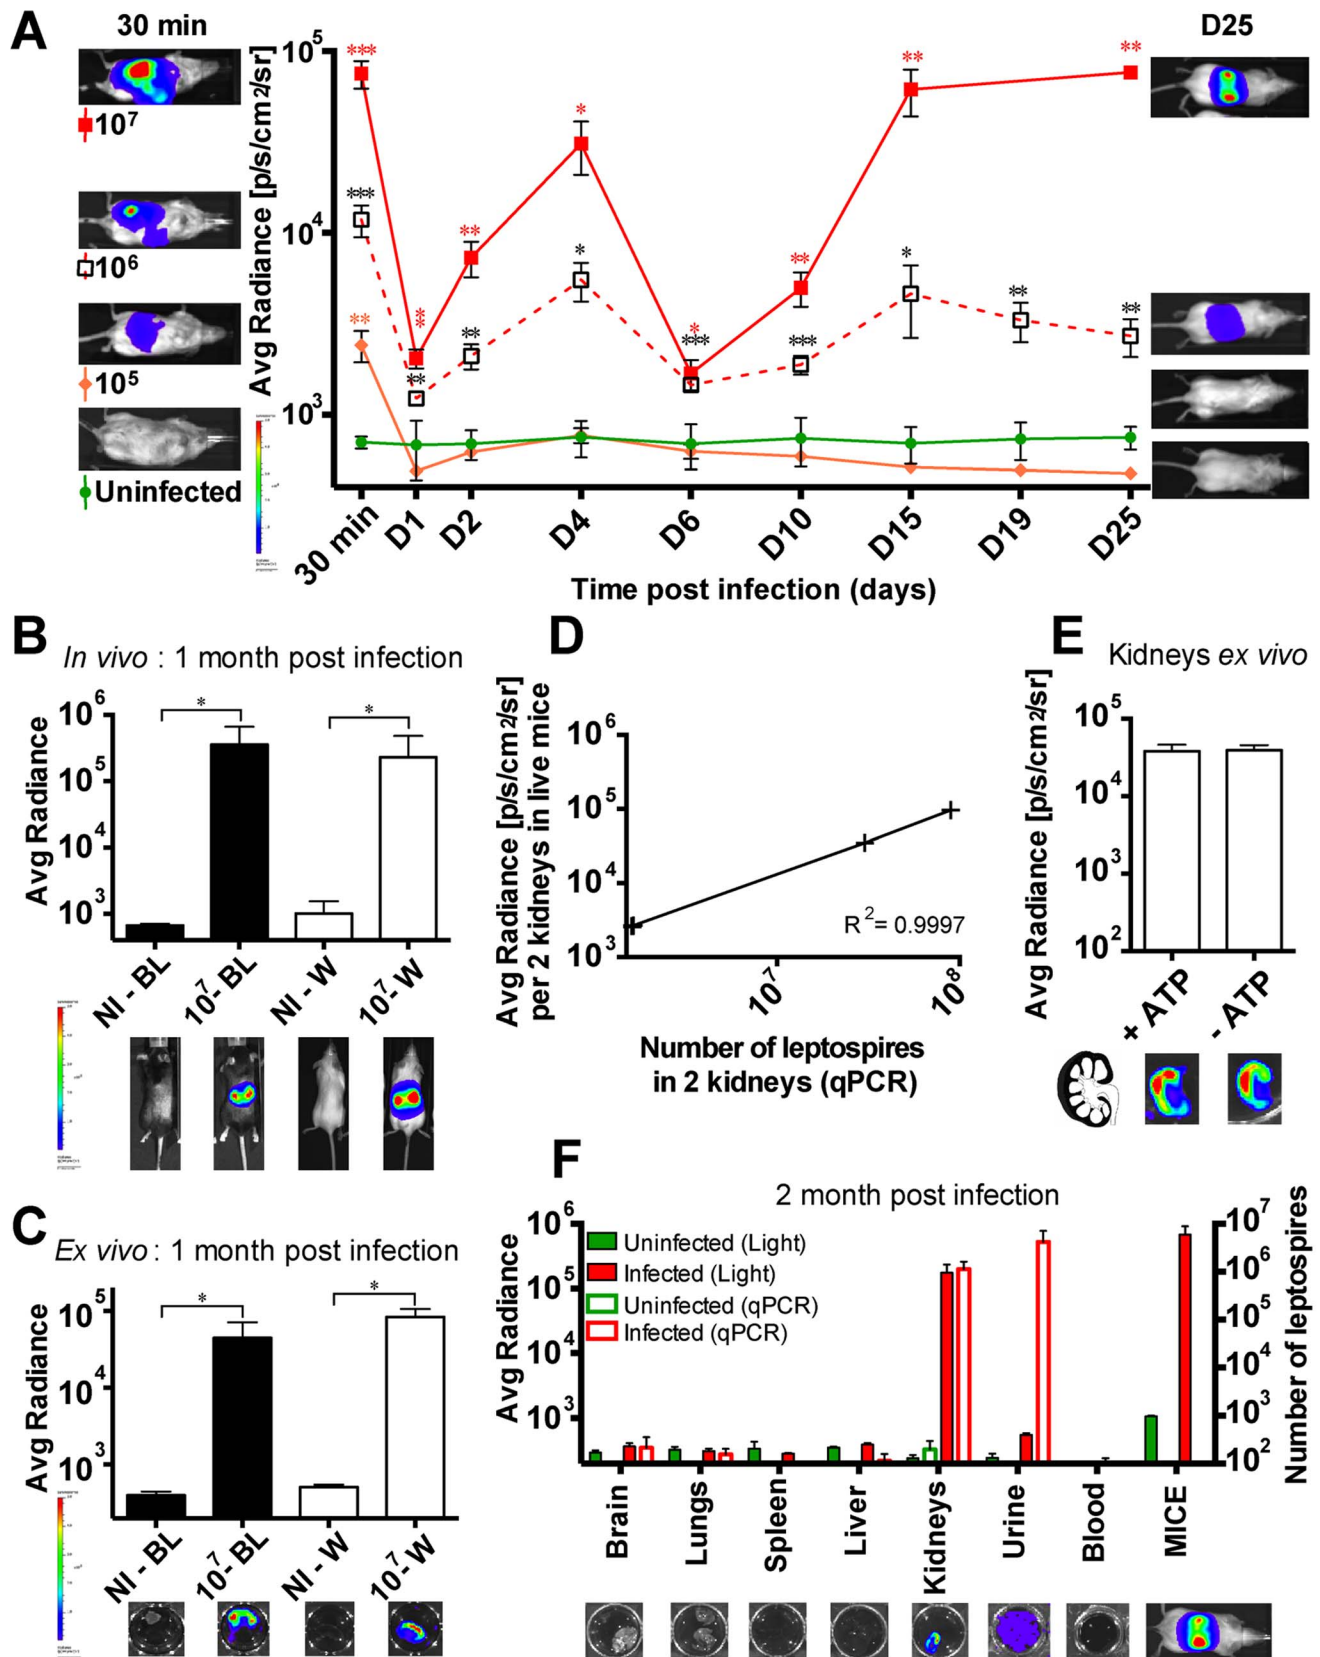 A
30 min
D25
10⁷
10⁶
10⁵
Uninfected
Avg Radiance [p/s/cm2/sr]
10⁵
10⁴
10³
***
**
*
**
*
**
**
**
***
**
**
*
***
***
*
**
**
**
30 min
D1
D2
D4
D6
D10
D15
D19
D25
Time post infection (days)
B
In vivo : 1 month post infection
Avg Radiance
10⁶
10⁵
10⁴
10³
*
*
NI - BL
10⁷- BL
NI - W
10⁷- W
C
Ex vivo : 1 month post infection
Avg Radiance
10⁵
10⁴
10³
*
*
NI - BL
10⁷- BL
NI - W
10⁷- W
D
Avg Radiance [p/s/cm2/sr]
per 2 kidneys in live mice
10⁶
10⁵
10⁴
10³
R²= 0.9997
10⁷
10⁸
Number of leptospires
in 2 kidneys (qPCR)
E
Kidneys ex vivo
Avg Radiance [p/s/cm2/sr]
10⁵
10⁴
10³
10²
+ ATP
- ATP
F
2 month post infection
Avg Radiance
10⁶
10⁵
10⁴
10³
Uninfected (Light)
Infected (Light)
Uninfected (qPCR)
Infected (qPCR)
10⁷
10⁶
10⁵
10⁴
10³
10²
Number of leptospires
Brain
Lungs
Spleen
Liver
Kidneys
Urine
Blood
MICE